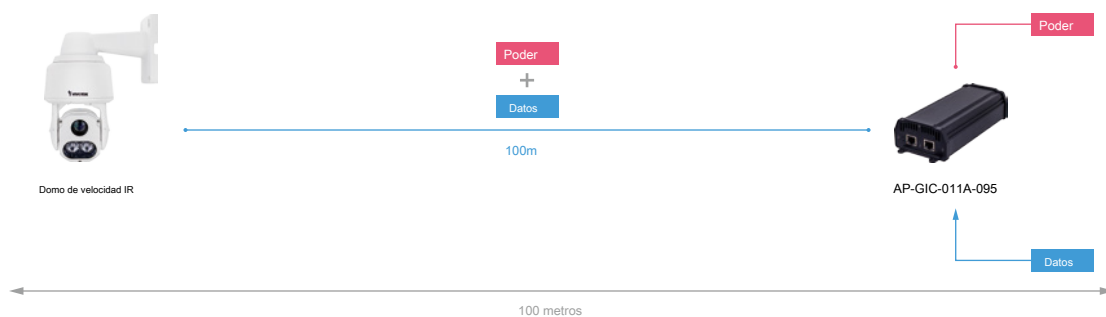 Poder
Poder
+
Datos
100m
Domo de velocidad IR
AP-GIC-011A-095
Datos
100 metros